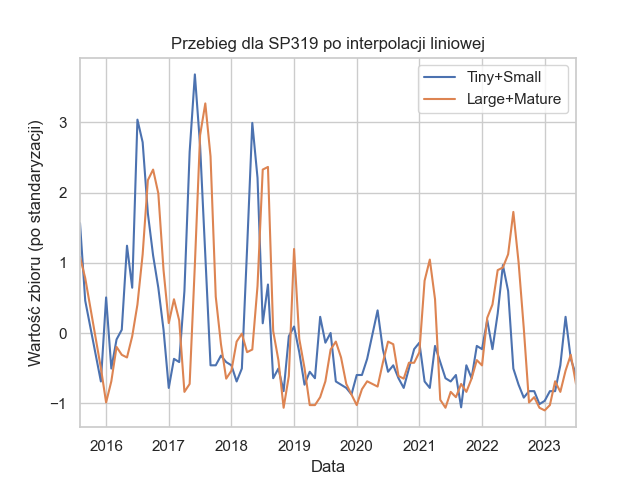 Przebieg dla SP319 po interpolacji liniowej
Tiny+Small
Large+Mature
Wartość zbioru (po standaryzacji)
3
2
1
0
−1
2016 2017 2018 2019 2020 2021 2022 2023
Data